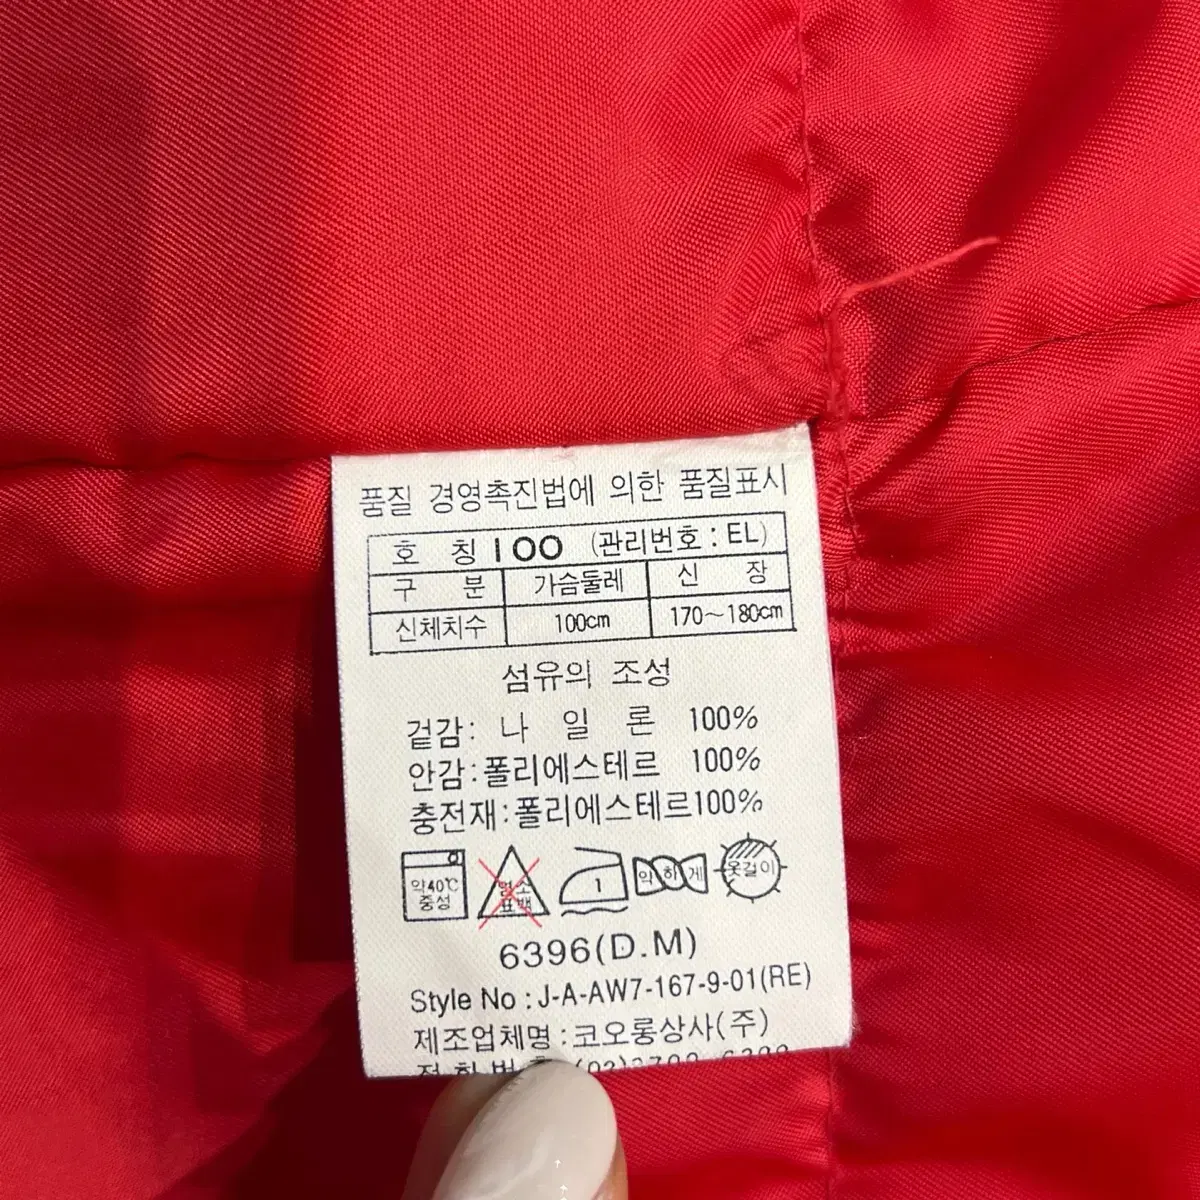 품질 경영촉진법에 의한 품질표시
호 칭 100 (관리번호 : EL)
구 분 가슴둘레 신 장
신체치수 100cm 170~180cm
섬유의 조성
겉감: 나 일 론 100%
안감:폴리에스테르 100%
충전재:폴리에스테르100%
약40℃ 염소 1 약하게 옷걸이
중성 표백
6396(D.M)
Style No : J-A-AW7-167-9-01(RE)
제조업체명:코오롱상사(주)